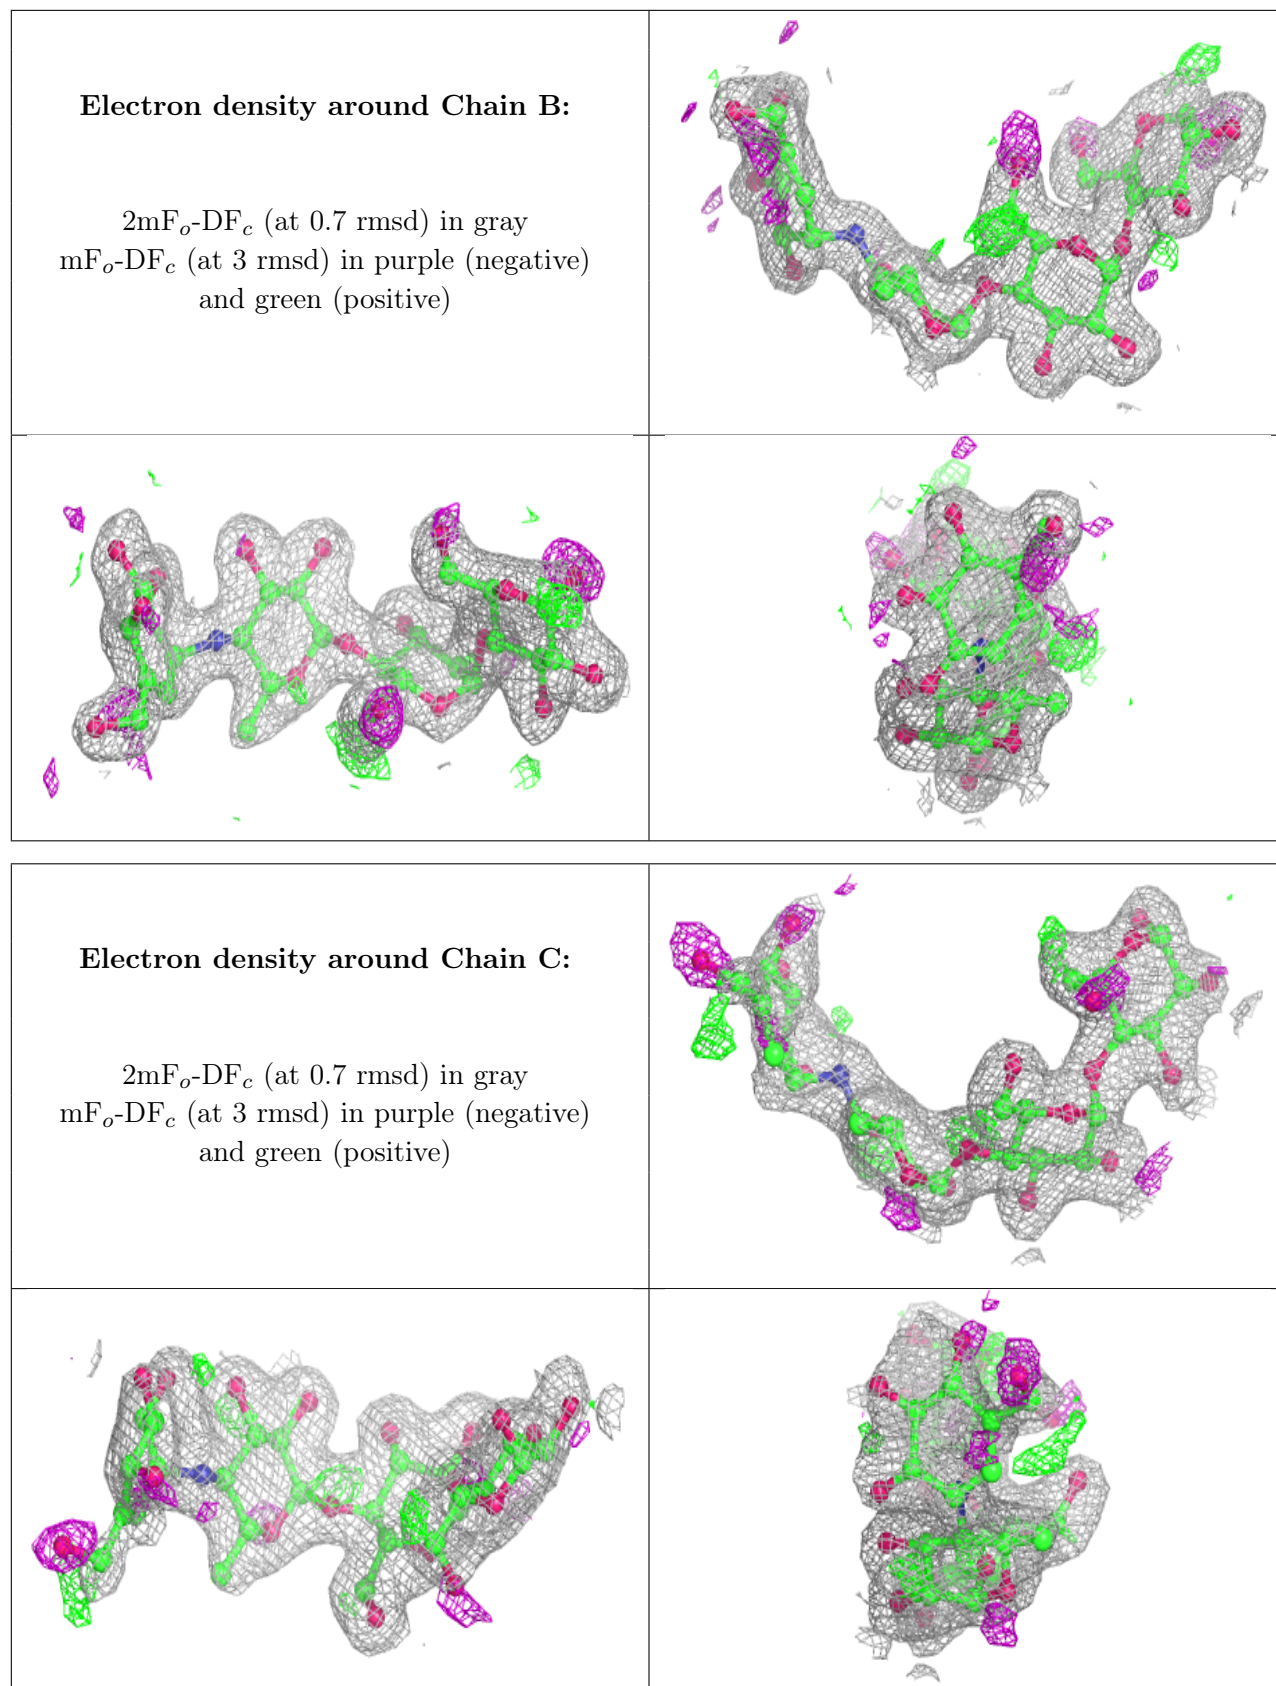 Electron density around Chain B:
2mFₒ-DF𝒸 (at 0.7 rmsd) in gray
mFₒ-DF𝒸 (at 3 rmsd) in purple (negative)
and green (positive)
Electron density around Chain C:
2mFₒ-DF𝒸 (at 0.7 rmsd) in gray
mFₒ-DF𝒸 (at 3 rmsd) in purple (negative)
and green (positive)